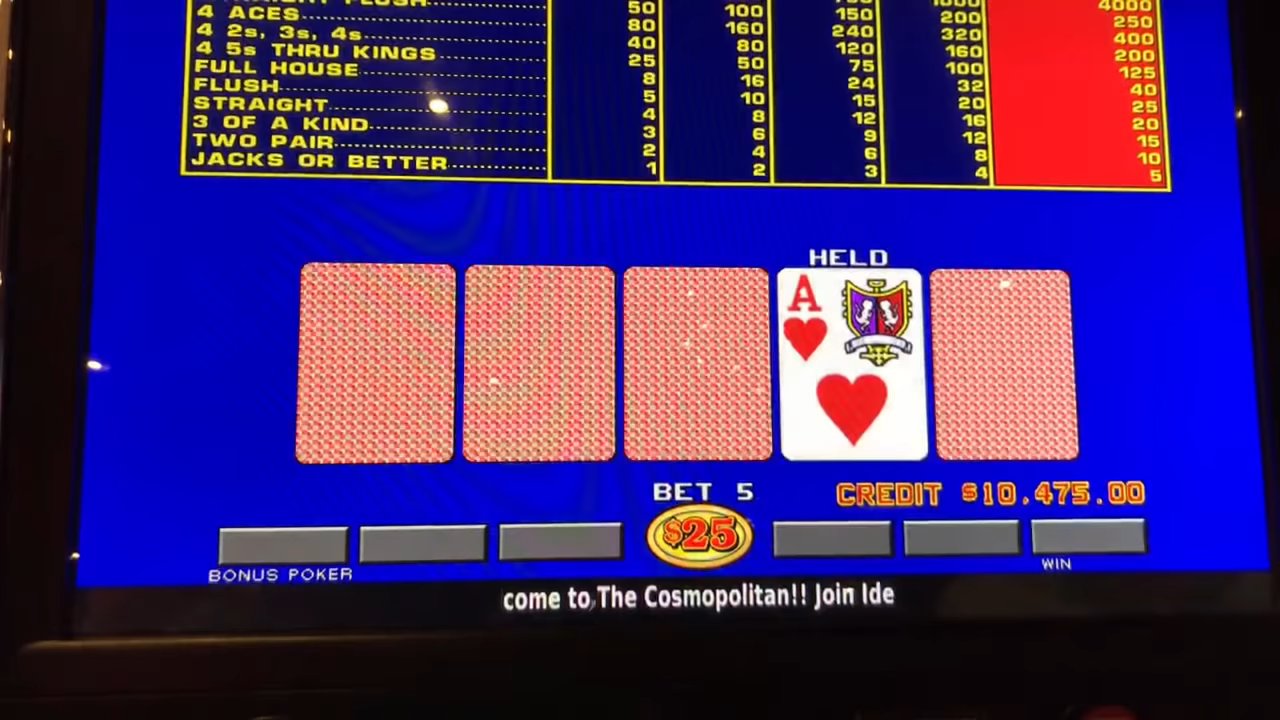 4000
FLUSH 50 100 150 200 250
4 ACES 80 160 240 320 400
4 2s, 3s, 4s 40 80 120 160 200
4 5s THRU KINGS 25 50 75 100 125
FULL HOUSE 8 16 24 32 40
FLUSH 5 10 15 20 25
STRAIGHT 4 8 12 16 20
3 OF A KIND 3 6 9 12 15
TWO PAIR 2 4 6 8 10
JACKS OR BETTER 1 2 3 4 5
HELD
A
BET 5
CREDIT $10,475.00
$25
BONUS POKER
WIN
come to The Cosmopolitan!! Join Ide